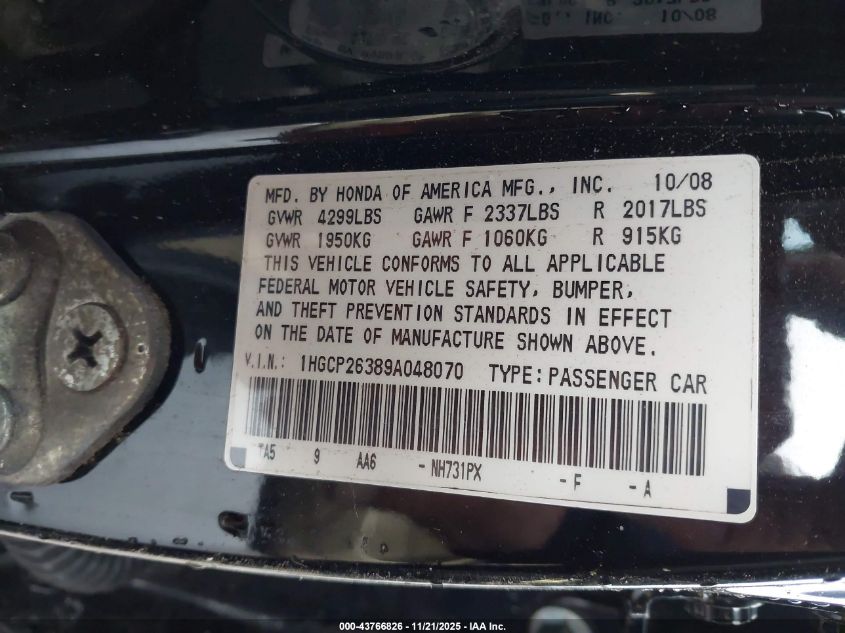 10/08
MFD. BY HONDA OF AMERICA MFG., INC. 10/08
GVWR 4299LBS GAWR F 2337LBS R 2017LBS
GVWR 1950KG GAWR F 1060KG R 915KG
THIS VEHICLE CONFORMS TO ALL APPLICABLE
FEDERAL MOTOR VEHICLE SAFETY, BUMPER,
AND THEFT PREVENTION STANDARDS IN EFFECT
ON THE DATE OF MANUFACTURE SHOWN ABOVE.
V.I.N.: 1HGCP26389A048070 TYPE: PASSENGER CAR
TA5 9 AA6 -NH731PX -F -A
000-43766826 - 11/21/2025 - IAA Inc.